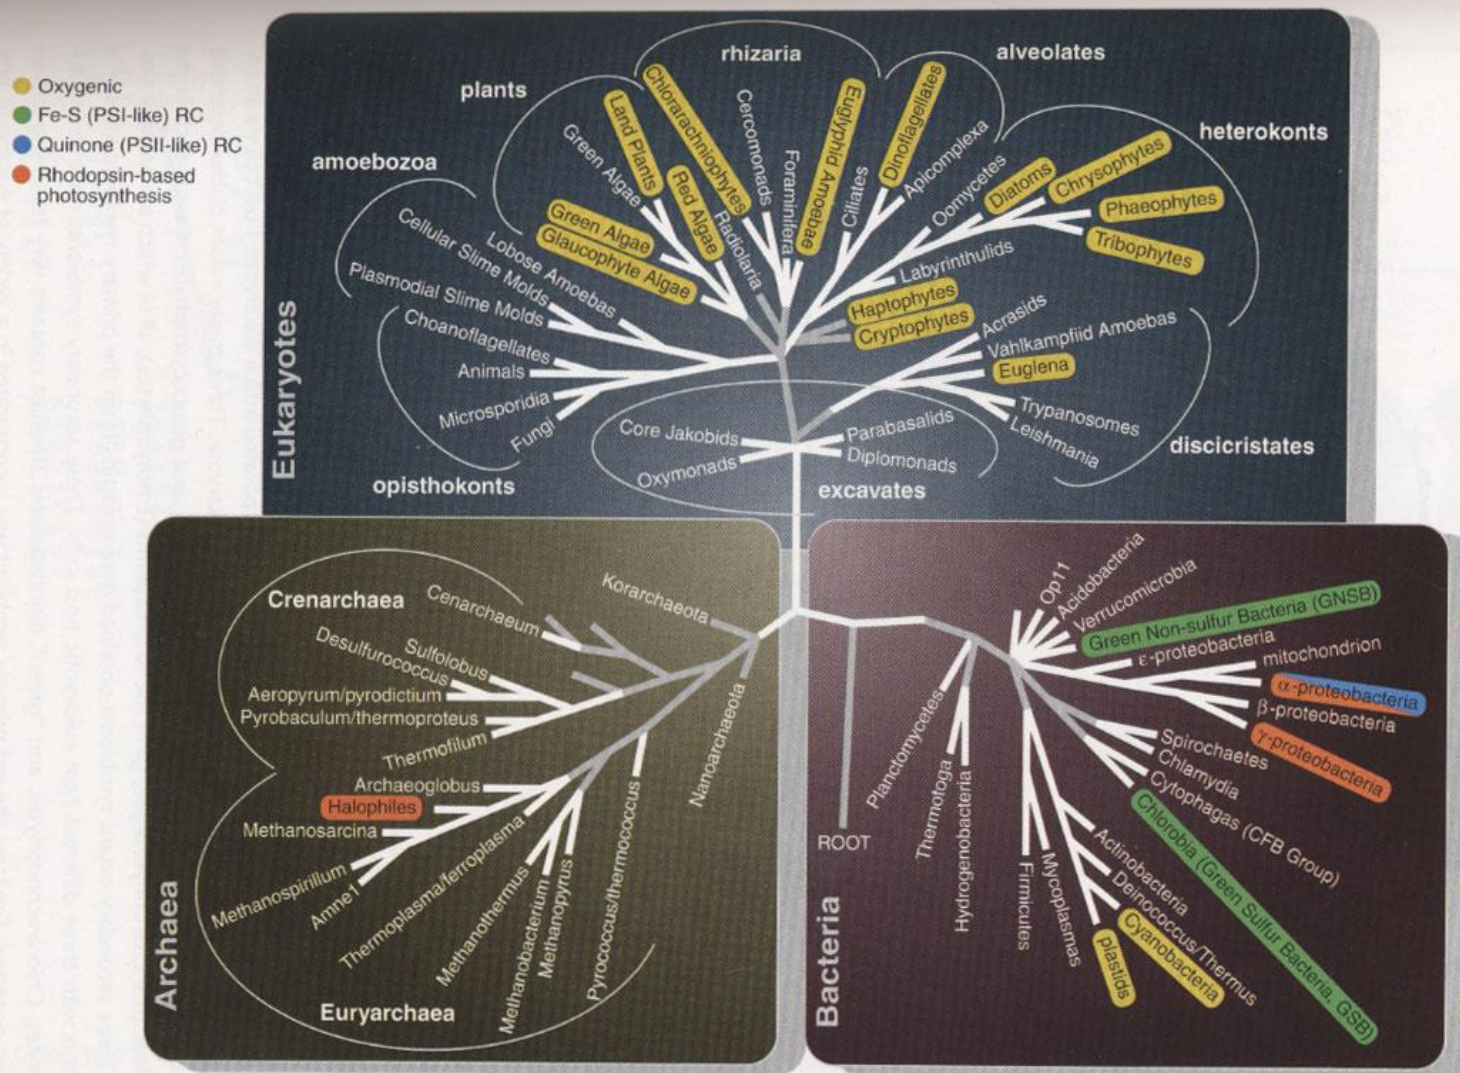 Oxygenic
Fe-S (PSI-like) RC
Quinone (PSII-like) RC
Rhodopsin-based
photosynthesis
Eukaryotes
amoebozoa
plants
rhizaria
alveolates
heterokonts
discicristates
excavates
opisthokonts
Plasmodial Slime Molds
Cellular Slime Molds
Lobose Amoebas
Choanoflagellates
Animals
Microsporidia
Fungi
Glaucophyte Algae
Green Algae
Green Algae
Land Plants
Red Algae
Radiolaria
Chlorarachniophytes
Cercomonads
Foraminifera
Euglyphid Amoebae
Ciliates
Dinoflagellates
Apicomplexa
Oomycetes
Diatoms
Chrysophytes
Phaeophytes
Tribophytes
Labyrinthulids
Haptophytes
Cryptophytes
Acrasids
Vahlkampfiid Amoebas
Euglena
Trypanosomes
Leishmania
Core Jakobids
Oxymonads
Parabasalids
Diplomonads
Archaea
Crenarchaea
Cenarchaeum
Korarchaeota
Desulfurococcus
Sulfolobus
Aeropyrum/pyrodictium
Pyrobaculum/thermoproteus
Thermofilum
Archaeoglobus
Halophiles
Methanosarcina
Methanospirillum
Amne1
Thermoplasma/ferroplasma
Methanothermus
Methanobacterium
Methanopyrus
Pyrococcus/thermococcus
Nanoarchaeota
Euryarchaea
Bacteria
ROOT
Planctomycetes
Thermotoga
Hydrogenobacteria
Op11
Acidobacteria
Verrucomicrobia
Green Non-sulfur Bacteria (GNSB)
ε-proteobacteria
mitochondrion
α-proteobacteria
β-proteobacteria
γ-proteobacteria
Spirochaetes
Chlamydia
Cytophagas (CFB Group)
Chlorobia (Green Sulfur Bacteria, GSB)
Firmicutes
Mycoplasmas
Actinobacteria
Deinococcus/Thermus
Cyanobacteria
plastids